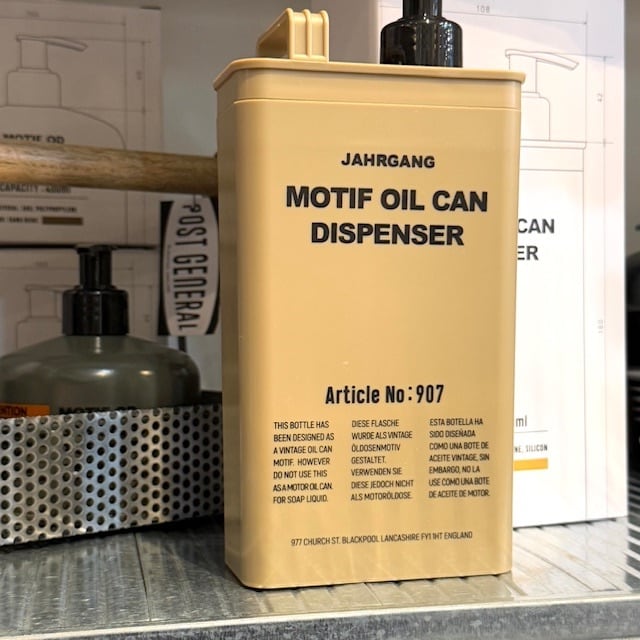 JAHRGANG
MOTIF OIL CAN
DISPENSER
Article No:907
THIS BOTTLE HAS
BEEN DESIGNED AS
A VINTAGE OIL CAN
MOTIF. HOWEVER
DO NOT USE THIS
AS A MOTOR OIL CAN.
FOR SOAP LIQUID.
DIESE FLASCHE
WURDE ALS VINTAGE
ÖLDOSENMOTIV
GESTALTET.
VERWENDEN SIE
DIESE JEDOCH NICHT
ALS MOTORÖLDOSE.
ESTA BOTELLA HA
SIDO DISEÑADA
COMO UNA BOTE DE
ACEITE VINTAGE, SIN
EMBARGO, NO LA
USE COMO UNA BOTE
DE ACEITE DE MOTOR.
977 CHURCH ST. BLACKPOOL LANCASHIRE FY1 1HT ENGLAND
POST GENERAL
CAN
ER
ml
NE, SILICON
108